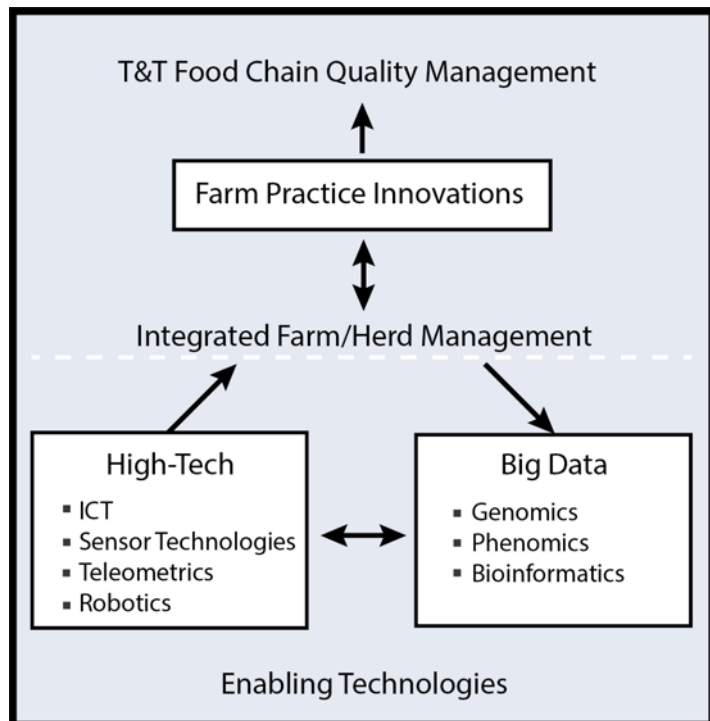 T&T Food Chain Quality Management
Farm Practice Innovations
Integrated Farm/Herd Management
High-Tech
▪ ICT
▪ Sensor Technologies
▪ Teleometrics
▪ Robotics
Big Data
▪ Genomics
▪ Phenomics
▪ Bioinformatics
Enabling Technologies